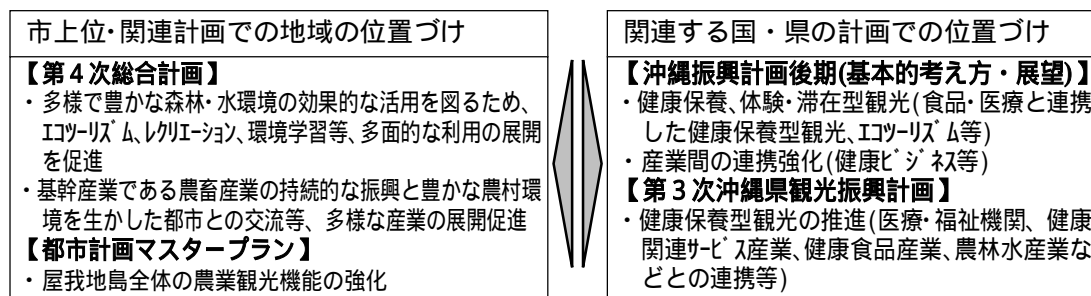 市上位･関連計画での地域の位置づけ
【第４次総合計画】
・多様で豊かな森林･水環境の効果的な活用を図るため、
ｴｺﾂｰﾘｽﾞﾑ､ﾚｸﾘｴｰｼｮﾝ､環境学習等、多面的な利用の展開
を促進
・基幹産業である農畜産業の持続的な振興と豊かな農村環
境を生かした都市との交流等、多様な産業の展開促進
【都市計画マスタープラン】
・屋我地島全体の農業観光機能の強化
関連する国・県の計画での位置づけ
【沖縄振興計画後期(基本的考え方・展望)】
・健康保養､体験･滞在型観光(食品･医療と連携
した健康保養型観光､ｴｺﾂｰﾘｽﾞﾑ等)
・産業間の連携強化(健康ﾋﾞｼﾞﾈｽ等)
【第３次沖縄県観光振興計画】
・健康保養型観光の推進(医療･福祉機関、健康
関連ｻｰﾋﾞｽ産業､健康食品産業､農林水産業な
どとの連携等)